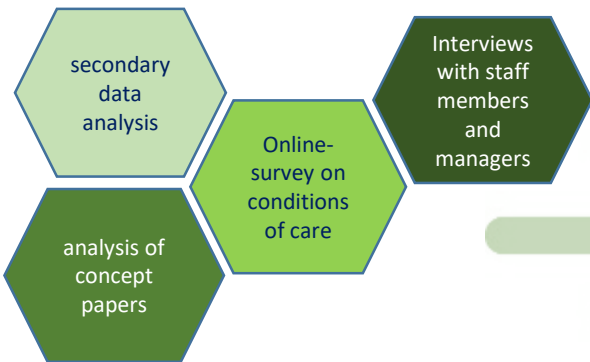 secondary
data
analysis
Interviews
with staff
members
and
managers
Online-
survey on
conditions
of care
analysis of
concept
papers